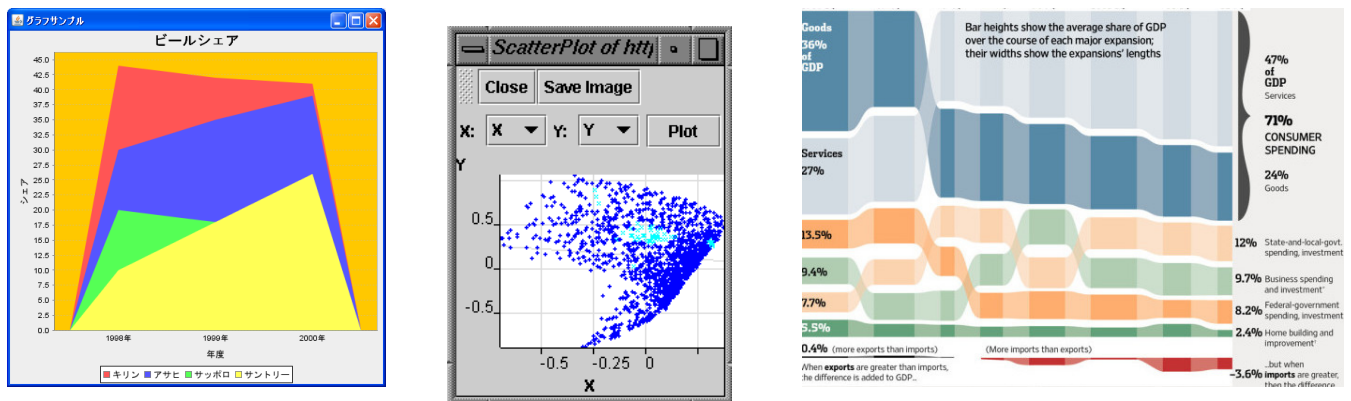 グラフサンプル
ビールシェア
45.0
42.5
40.0
37.5
35.0
32.5
30.0
27.5
25.0
22.5
20.0
17.5
15.0
12.5
10.0
7.5
5.0
2.5
0.0
シェア
1998年 1999年 2000年
年度
キリン アサヒ サッポロ サントリー
ScatterPlot of http
Close Save Image
X: X Y: Y Plot
Y
0.5
0
-0.5
-0.5 -0.25 0
X
Goods
36%
of
GDP
Services
27%
13.5%
9.4%
7.7%
5.5%
0.4% (more exports than imports)
When exports are greater than imports,
the difference is added to GDP...
Bar heights show the average share of GDP
over the course of each major expansion;
their widths show the expansions' lengths
(More imports than exports)
47%
of
GDP
Services
71%
CONSUMER
SPENDING
24%
Goods
12% State-and-local-govt.
spending, investment
9.7% Business spending
and investment†
8.2% Federal-government
spending, investment
2.4% Home building and
improvement†
-3.6% ...but when
imports are greater,
then the difference